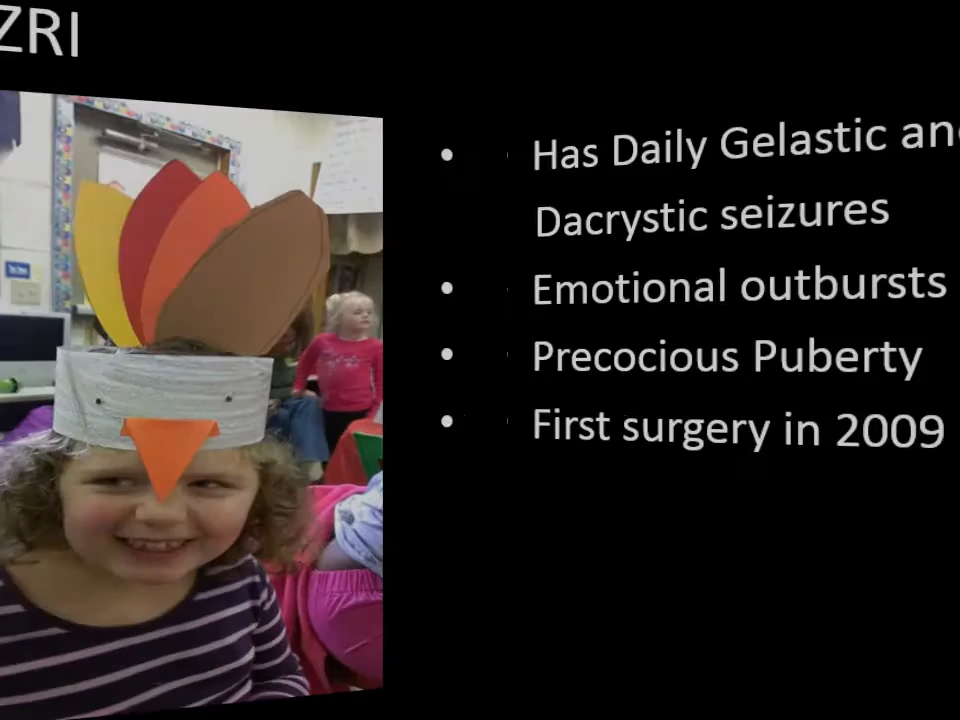 ZRI
• Has Daily Gelastic an
Dacrystic seizures
• Emotional outbursts
• Precocious Puberty
• First surgery in 2009